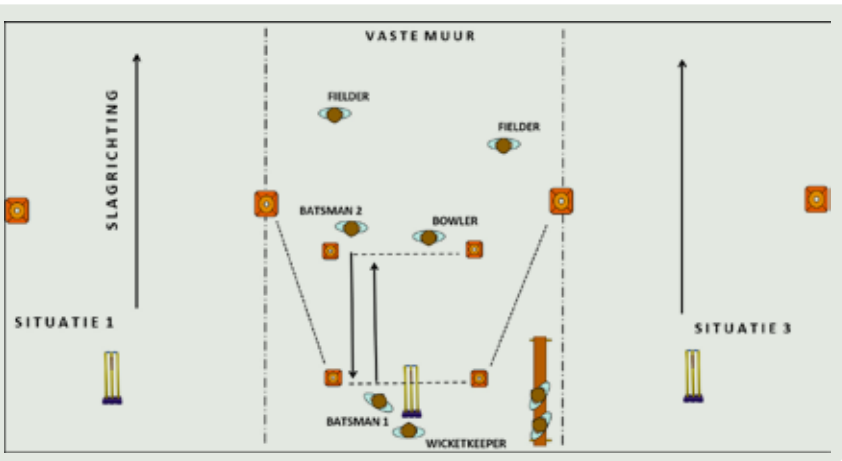 VASTE MUUR
SLAGRICHTING
FIELDER
FIELDER
BATSMAN 2
BOWLER
SITUATIE 1
SITUATIE 3
BATSMAN 1
WICKETKEEPER